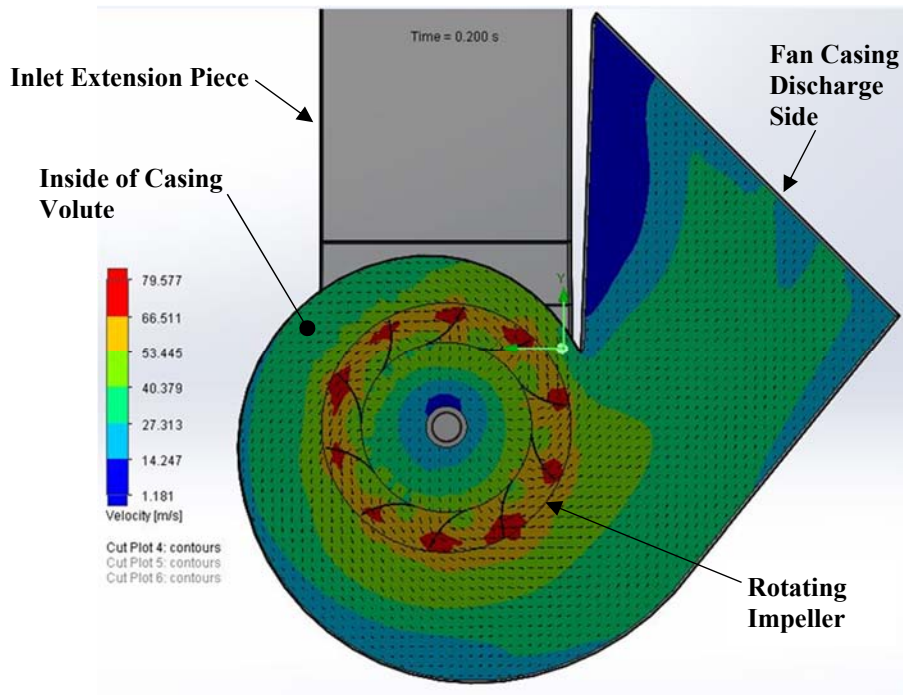 Time = 0.200 s
Inlet Extension Piece
Fan Casing
Discharge
Side
Inside of Casing
Volute
Y
79.577
66.511
53.445
40.379
27.313
14.247
1.181
Velocity [m/s]
Cut Plot 4: contours
Cut Plot 5: contours
Cut Plot 6: contours
Rotating
Impeller